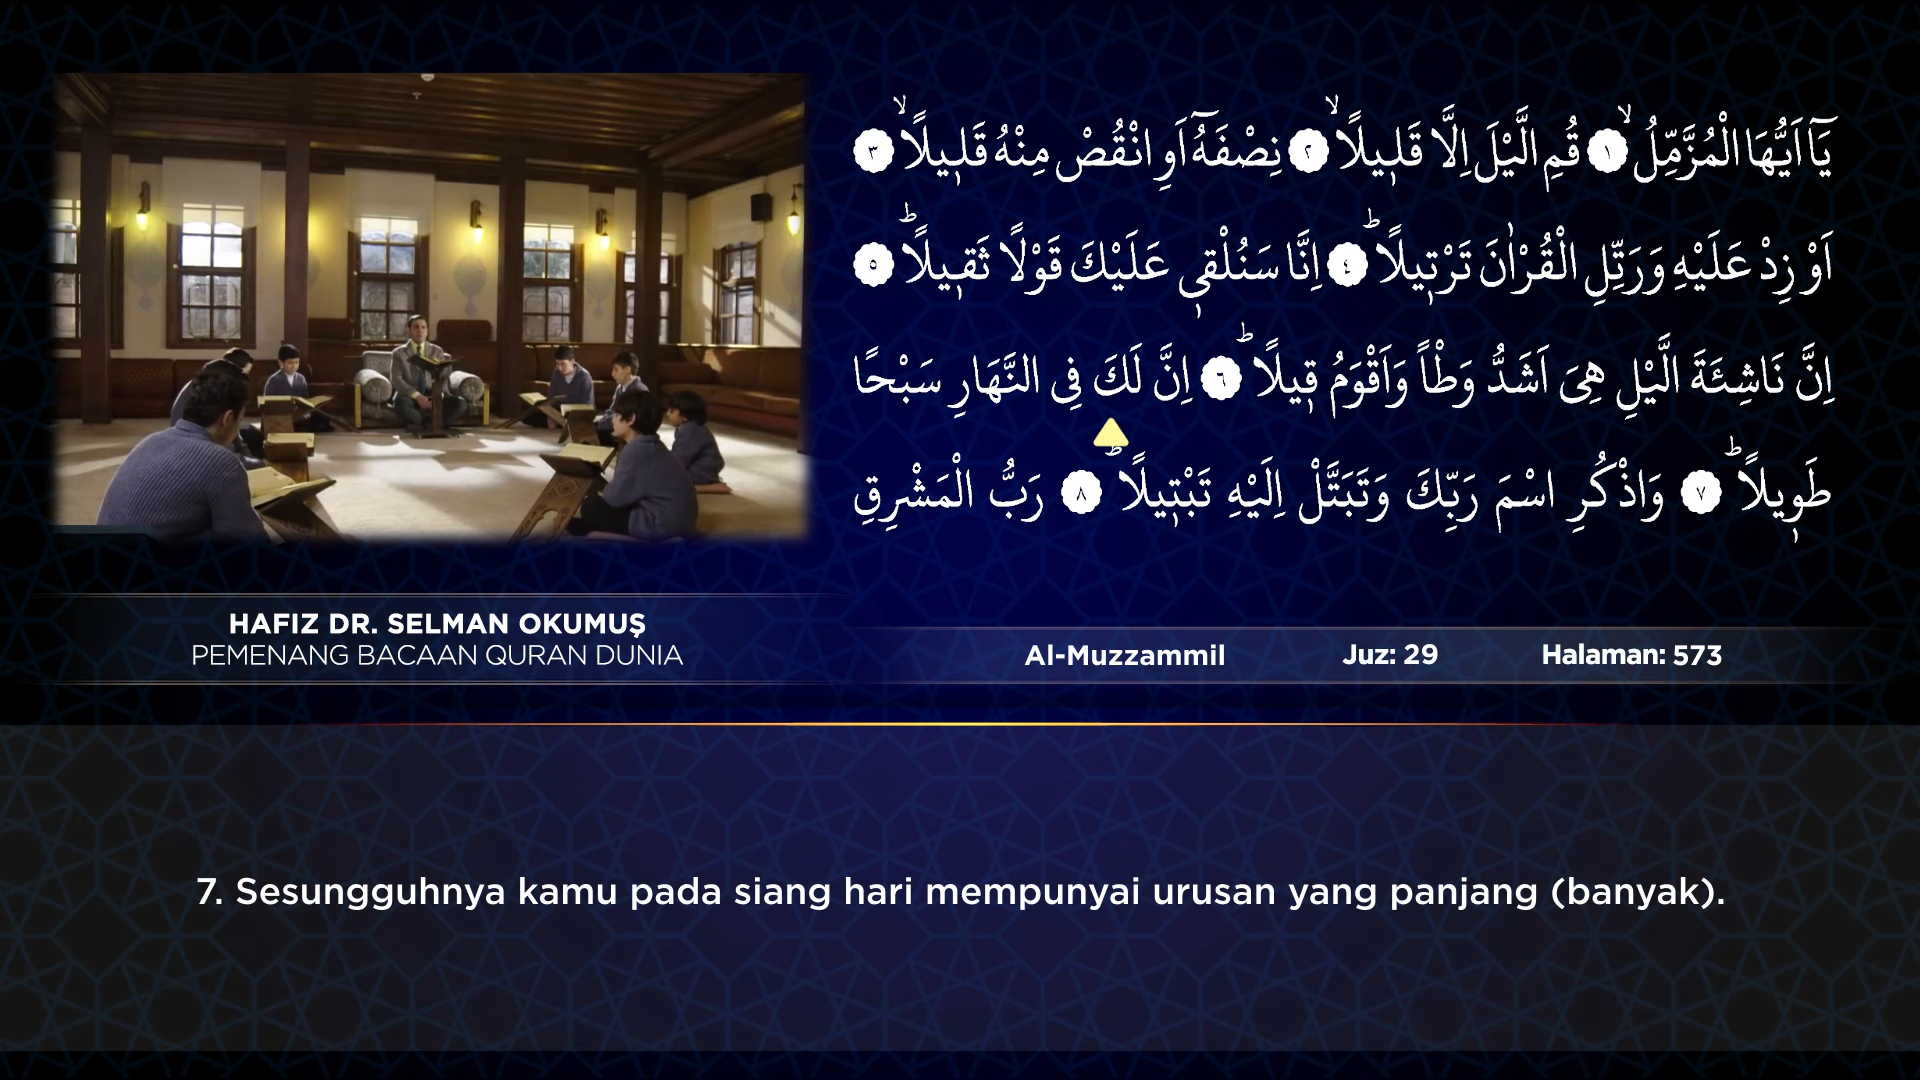 يَٓا اَيُّهَا الْمُزَّمِّلُۙ ١ قُمِ الَّيْلَ اِلَّا قَل۪يلًاۙ ٢ نِصْفَهُٓ اَوِ انْقُصْ مِنْهُ قَل۪يلًاۙ ٣
اَوْ زِدْ عَلَيْهِ وَرَتِّلِ الْقُرْاٰنَ تَرْت۪يلًاۜ ٤ اِنَّا سَنُلْق۪ي عَلَيْكَ قَوْلًا ثَق۪يلًاۜ ٥
اِنَّ نَاشِئَةَ الَّيْلِ هِيَ اَشَدُّ وَطْـًٔا وَاَقْوَمُ ق۪يلًاۜ ٦ اِنَّ لَكَ فِي النَّهَارِ سَبْحًا
طَو۪يلًاۜ ٧ وَاذْكُرِ اسْمَ رَبِّكَ وَتَبَتَّلْ اِلَيْهِ تَبْت۪يلًاۜ ٨ رَبُّ الْمَشْرِقِ
HAFIZ DR. SELMAN OKUMUŞ
PEMENANG BACAAN QURAN DUNIA
Al-Muzzammil Juz: 29 Halaman: 573
7. Sesungguhnya kamu pada siang hari mempunyai urusan yang panjang (banyak).